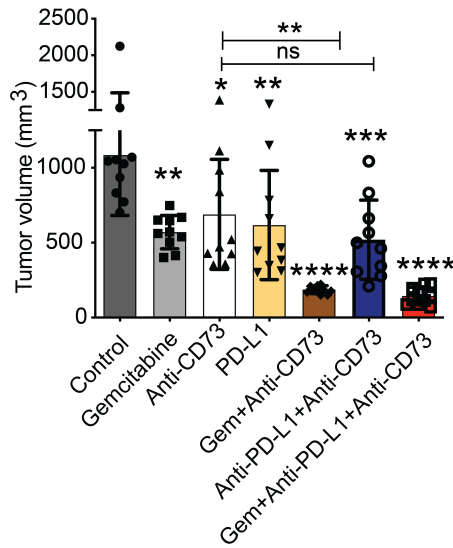 2500
2000
1500
1000
500
0
Tumor volume (mm³)
**
ns
**
*
**
****
***
****
Control
Gemcitabine
Anti-CD73
PD-L1
Gem+Anti-CD73
Anti-PD-L1+Anti-CD73
Gem+Anti-PD-L1+Anti-CD73